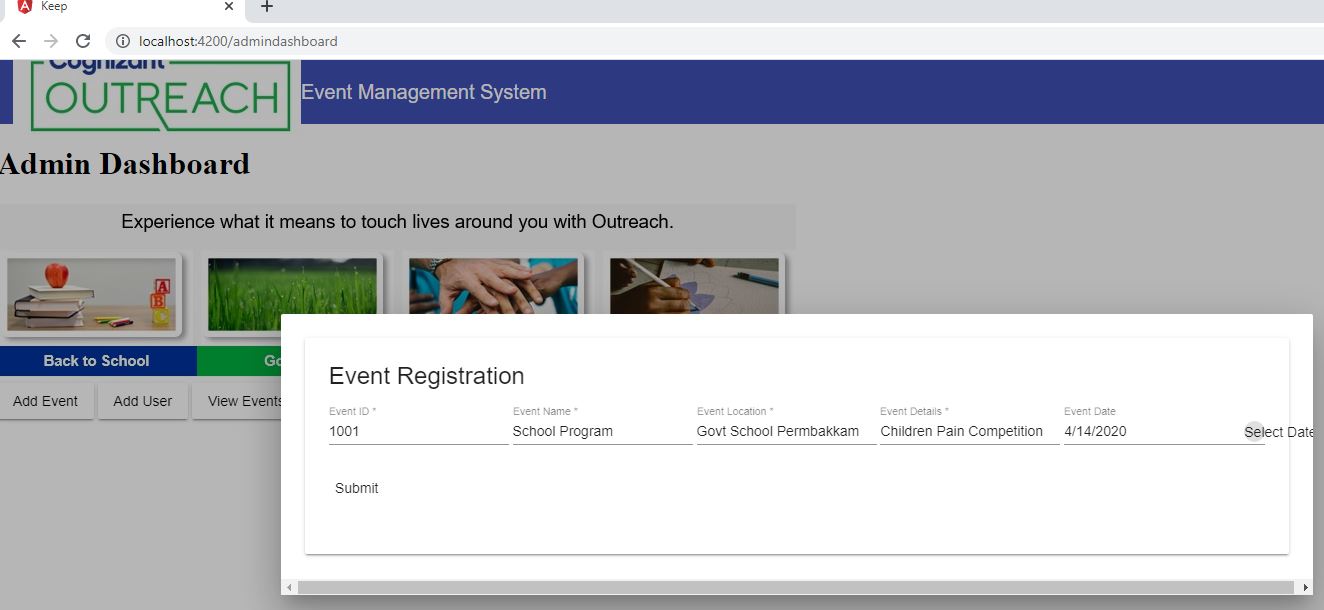 Keep
localhost:4200/admindashboard
Cognizant
OUTREACH
Event Management System
Admin Dashboard
Experience what it means to touch lives around you with Outreach.
A
B
Back to School
Go
Add Event
Add User
View Events
Event Registration
Event ID * Event Name * Event Location * Event Details * Event Date
1001 School Program Govt School Permbakkam Children Pain Competition 4/14/2020 Select Date
Submit